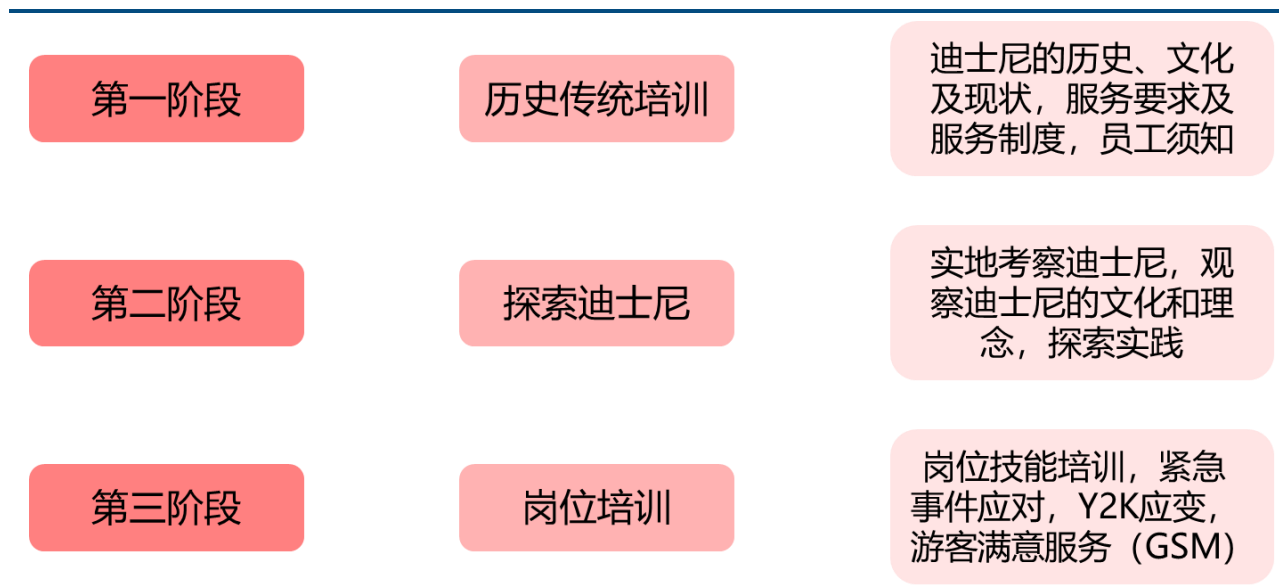 第一阶段
历史传统培训
迪士尼的历史、文化
及现状，服务要求及
服务制度，员工须知
第二阶段
探索迪士尼
实地考察迪士尼，观
察迪士尼的文化和理
念，探索实践
第三阶段
岗位培训
岗位技能培训，紧急
事件应对，Y2K应变，
游客满意服务（GSM）